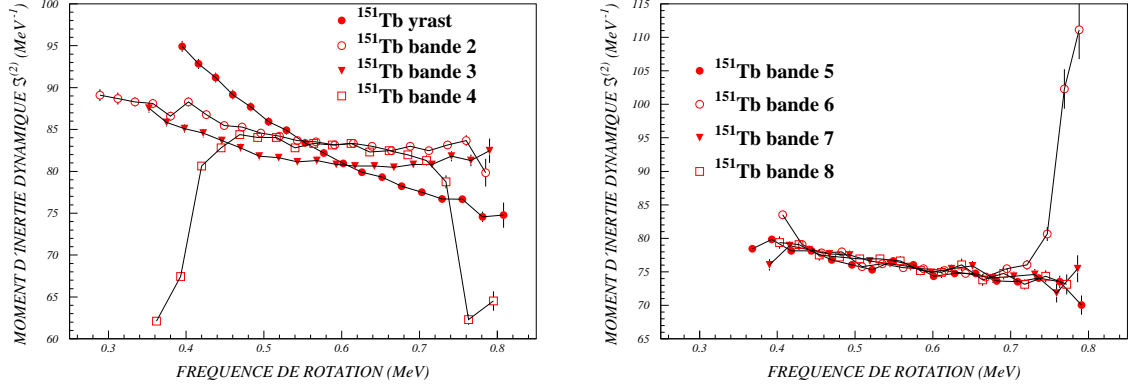 MOMENT D'INERTIE DYNAMIQUE ℑ⁽²⁾ (MeV⁻¹)
100
95
90
85
80
75
70
65
60
0.3 0.4 0.5 0.6 0.7 0.8
FREQUENCE DE ROTATION (MeV)
¹⁵¹Tb yrast
¹⁵¹Tb bande 2
¹⁵¹Tb bande 3
¹⁵¹Tb bande 4
MOMENT D'INERTIE DYNAMIQUE ℑ⁽²⁾ (MeV⁻¹)
115
110
105
100
95
90
85
80
75
70
65
0.3 0.4 0.5 0.6 0.7 0.8
FREQUENCE DE ROTATION (MeV)
¹⁵¹Tb bande 5
¹⁵¹Tb bande 6
¹⁵¹Tb bande 7
¹⁵¹Tb bande 8